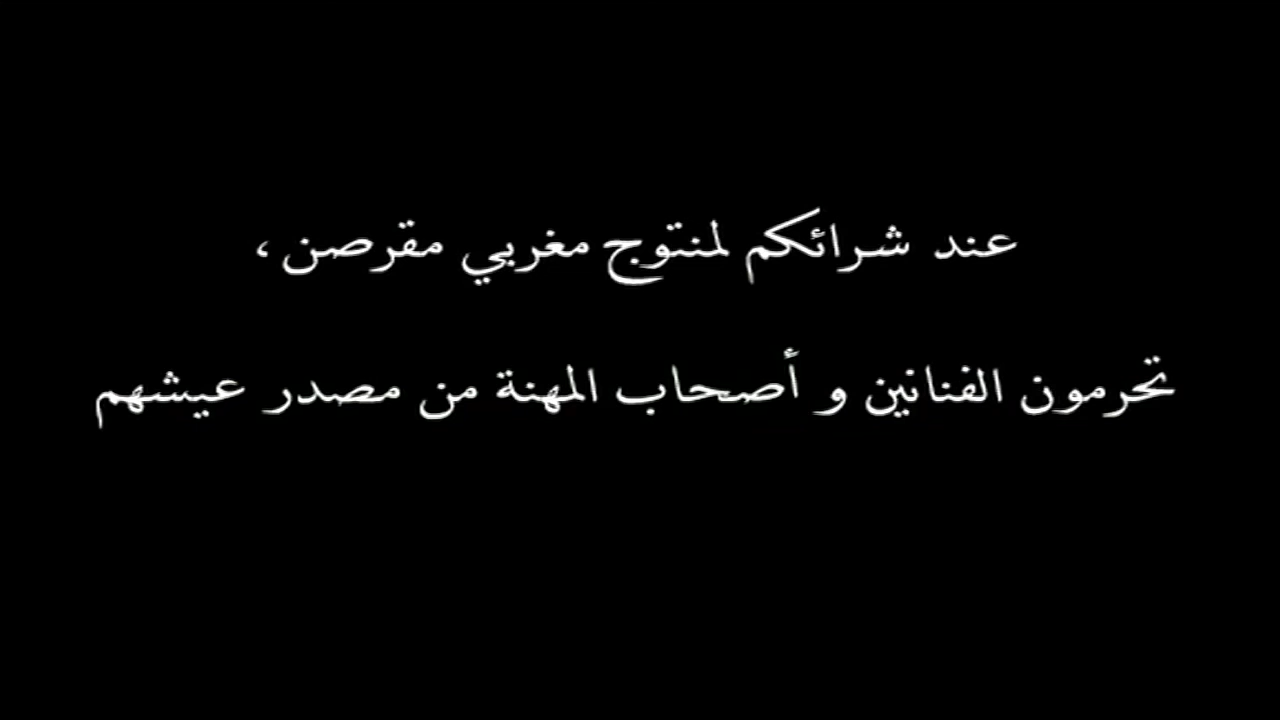 عند شرائكم لمنتوج مغربي مقرصن ،
تحرمون الفنانين و أصحاب المهنة من مصدر عيشهم